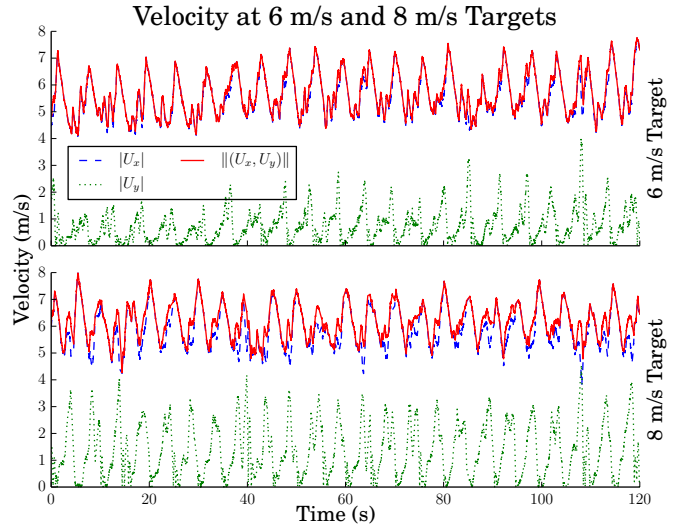 Velocity at 6 m/s and 8 m/s Targets
8
7
6
5
4
3
2
1
0
|U_x|
|U_y|
‖(U_x, U_y)‖
6 m/s Target
Velocity (m/s)
8
7
6
5
4
3
2
1
0
8 m/s Target
0 20 40 60 80 100 120
Time (s)